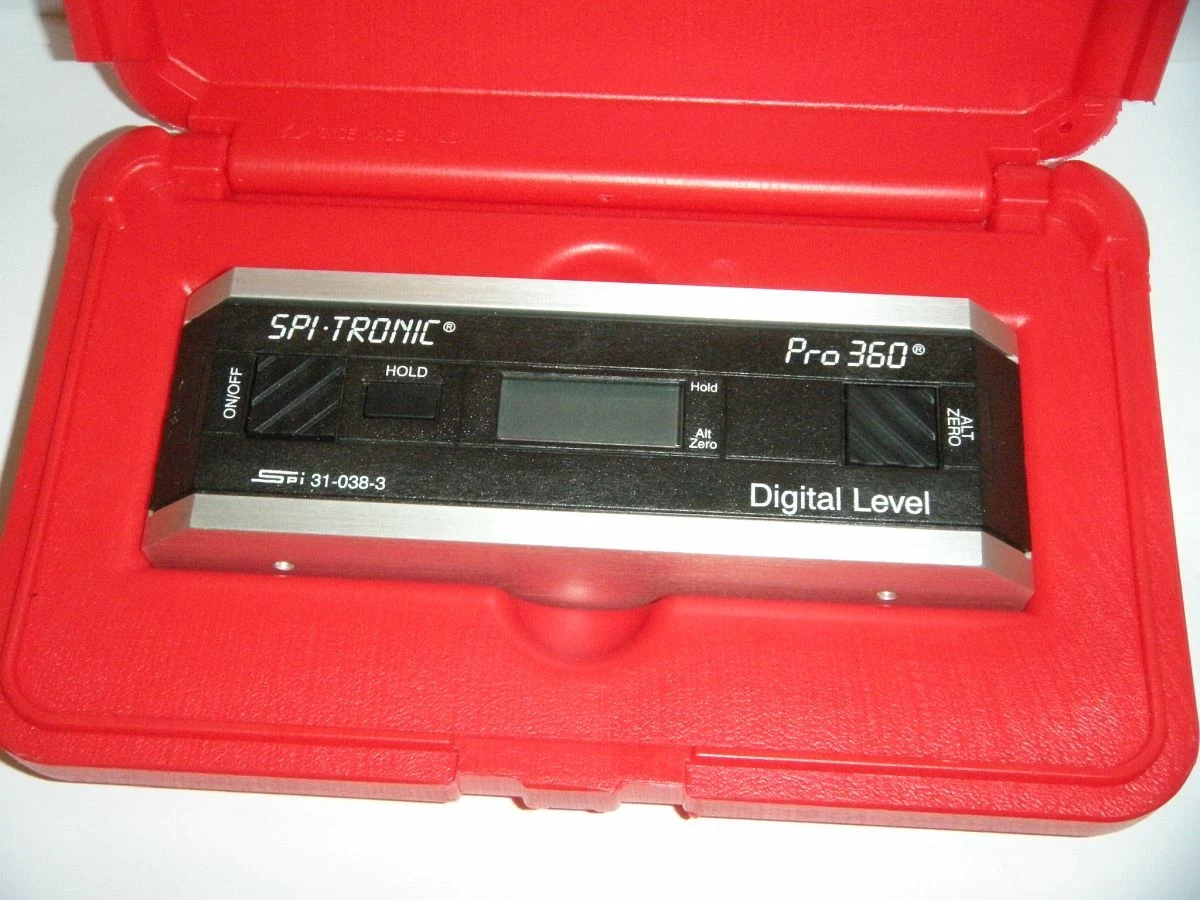 SPI·TRONIC®
Pro 360®
ON/OFF
HOLD
Hold
Alt
Zero
ALT
ZERO
SPi 31-038-3
Digital Level